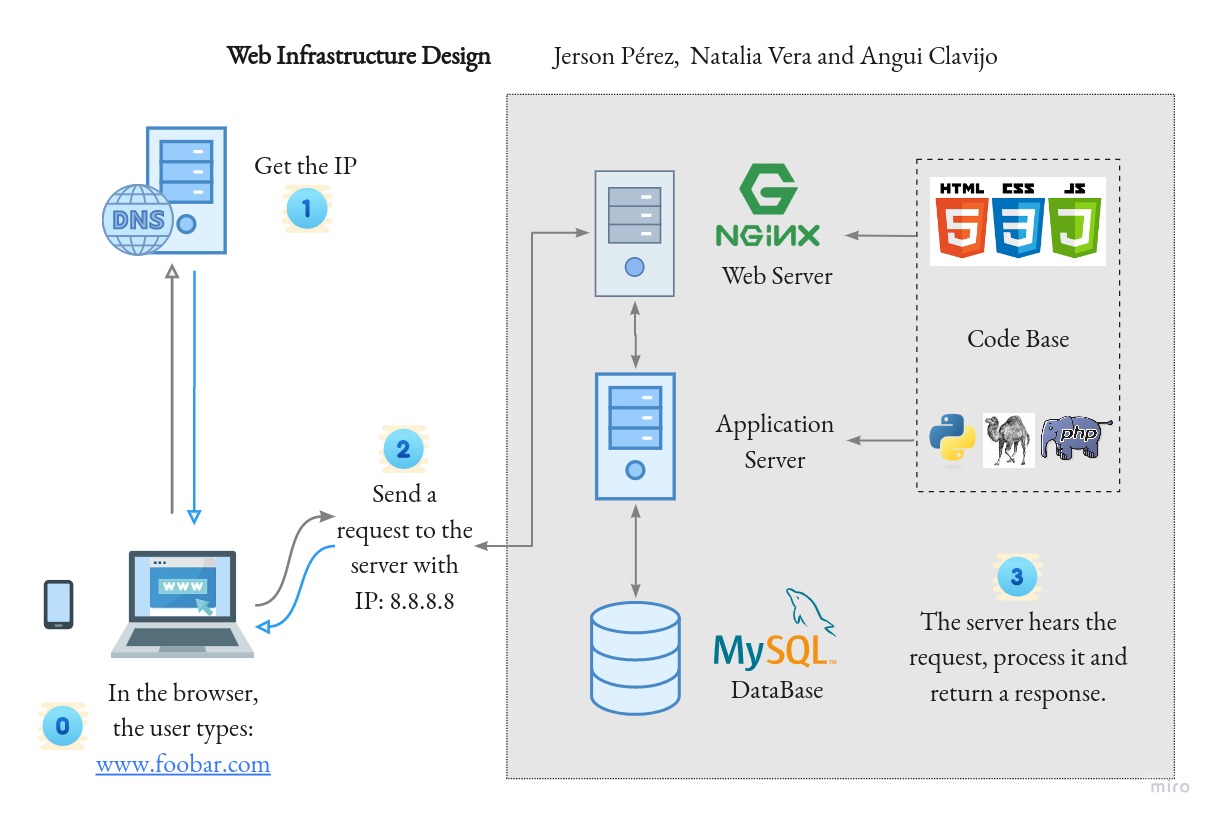 Web Infrastructure Design
Jerson Pérez, Natalia Vera and Angui Clavijo
Get the IP
1
DNS
NGiNX
Web Server
HTML
CSS
JS
5
3
Code Base
2
Send a
request to the
server with
IP: 8.8.8.8
Application
Server
php
www
0
In the browser,
the user types:
www.foobar.com
MySQL™
DataBase
3
The server hears the
request, process it and
return a response.
miro